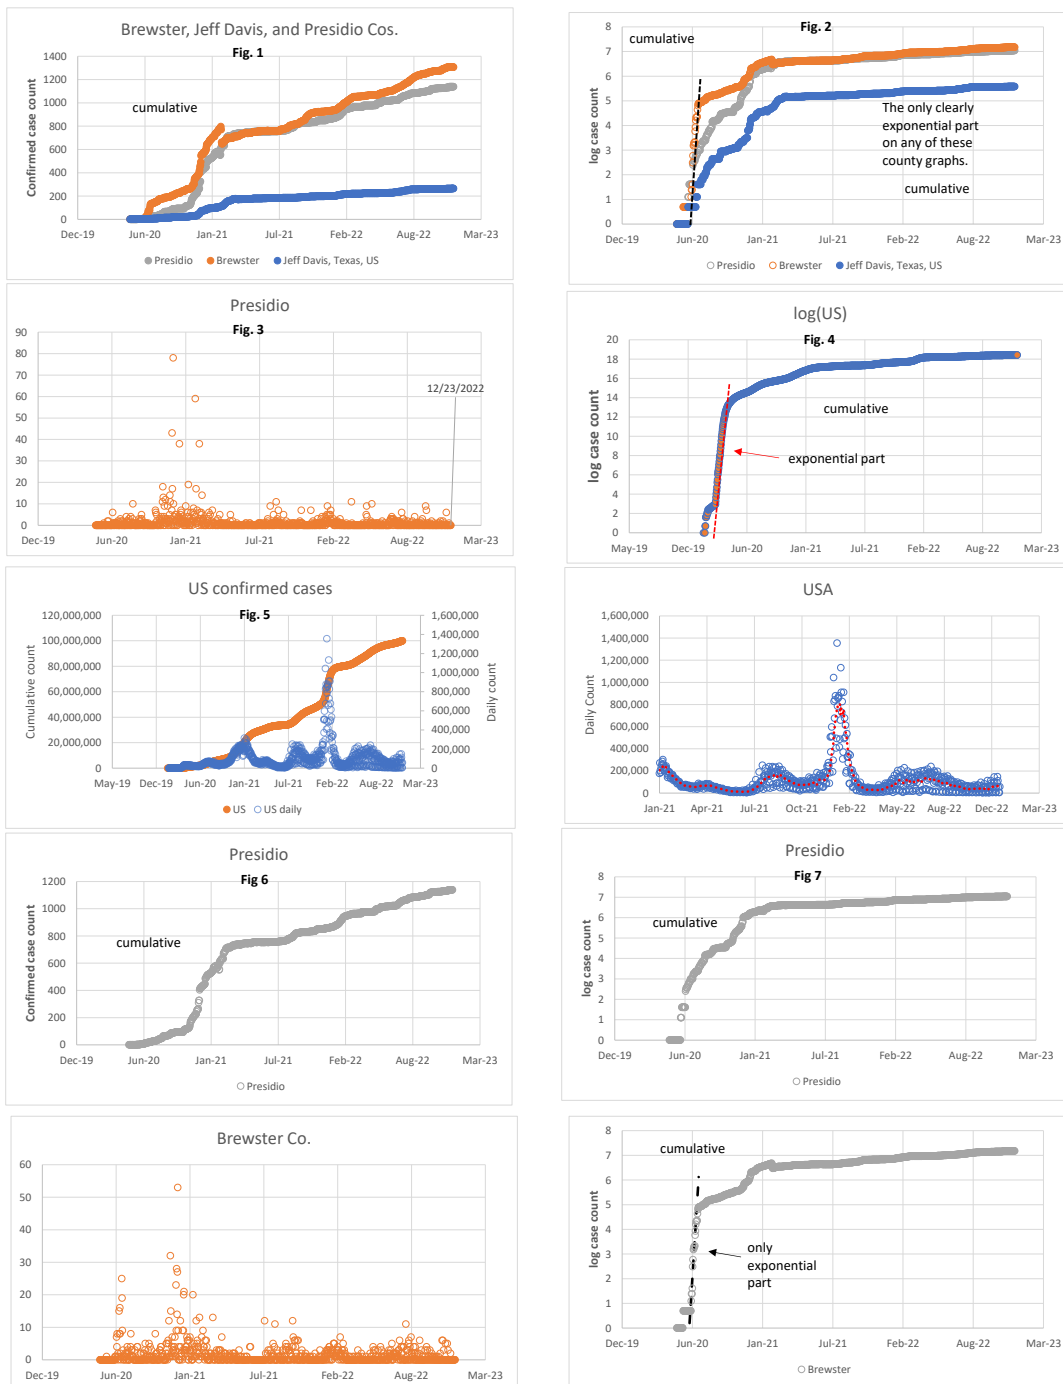 Brewster, Jeff Davis, and Presidio Cos.
Fig. 1
cumulative
Confirmed case count
1400
1200
1000
800
600
400
200
0
Dec-19 Jun-20 Jan-21 Jul-21 Feb-22 Aug-22 Mar-23
Presidio Brewster Jeff Davis, Texas, US
Fig. 2
cumulative
log case count
8
7
6
5
4
3
2
1
0
The only clearly
exponential part
on any of these
county graphs.
cumulative
Dec-19 Jun-20 Jan-21 Jul-21 Feb-22 Aug-22 Mar-23
Presidio Brewster Jeff Davis, Texas, US
Presidio
Fig. 3
90
80
70
60
50
40
30
20
10
0
12/23/2022
Dec-19 Jun-20 Jan-21 Jul-21 Feb-22 Aug-22 Mar-23
log(US)
Fig. 4
log case count
20
18
16
14
12
10
8
6
4
2
0
cumulative
exponential part
May-19 Dec-19 Jun-20 Jan-21 Jul-21 Feb-22 Aug-22 Mar-23
US confirmed cases
Fig. 5
Cumulative count
120,000,000
100,000,000
80,000,000
60,000,000
40,000,000
20,000,000
0
1,600,000
1,400,000
1,200,000
1,000,000
800,000
600,000
400,000
200,000
0
Daily count
May-19 Dec-19 Jun-20 Jan-21 Jul-21 Feb-22 Aug-22 Mar-23
US US daily
USA
Daily Count
1,600,000
1,400,000
1,200,000
1,000,000
800,000
600,000
400,000
200,000
0
Jan-21 Apr-21 Jul-21 Oct-21 Feb-22 May-22 Aug-22 Dec-22 Mar-23
Presidio
Fig 6
cumulative
Confirmed case count
1200
1000
800
600
400
200
0
Dec-19 Jun-20 Jan-21 Jul-21 Feb-22 Aug-22 Mar-23
Presidio
Presidio
Fig 7
cumulative
log case count
8
7
6
5
4
3
2
1
0
Dec-19 Jun-20 Jan-21 Jul-21 Feb-22 Aug-22 Mar-23
Presidio
Brewster Co.
60
50
40
30
20
10
0
Dec-19 Jun-20 Jan-21 Jul-21 Feb-22 Aug-22 Mar-23
cumulative
log case count
8
7
6
5
4
3
2
1
0
only
exponential
part
Dec-19 Jun-20 Jan-21 Jul-21 Feb-22 Aug-22 Mar-23
Brewster